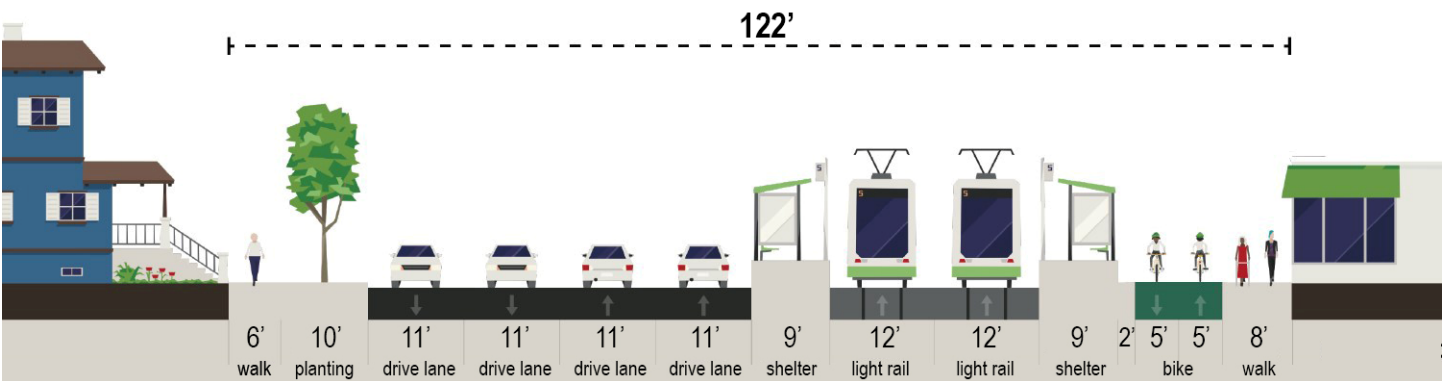 122’
6’ 10’ 11’ 11’ 11’ 11’ 9’ 12’ 12’ 9’ 2’ 5’ 5’ 8’
walk planting drive lane drive lane drive lane drive lane shelter light rail light rail shelter bike walk
S S S S